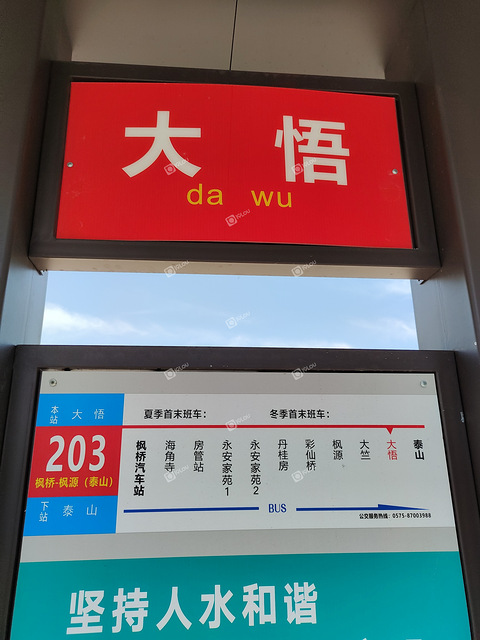 大悟
da wu
本站 大悟
203
枫桥-枫源（泰山）
下站 泰山
夏季首末班车： 冬季首末班车：
枫桥汽车站
海角寺
房管站
永安家苑1
永安家苑2
丹桂房
彩仙桥
枫源
大竺
大悟
泰山
BUS
公交服务热线：0575-87003988
坚持人水和谐